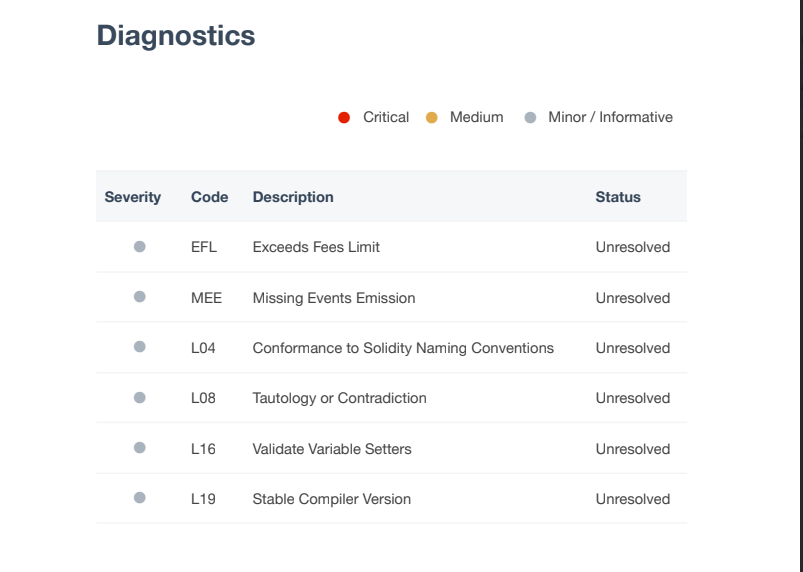 Diagnostics
Critical Medium Minor / Informative
Severity Code Description Status
EFL Exceeds Fees Limit Unresolved
MEE Missing Events Emission Unresolved
L04 Conformance to Solidity Naming Conventions Unresolved
L08 Tautology or Contradiction Unresolved
L16 Validate Variable Setters Unresolved
L19 Stable Compiler Version Unresolved